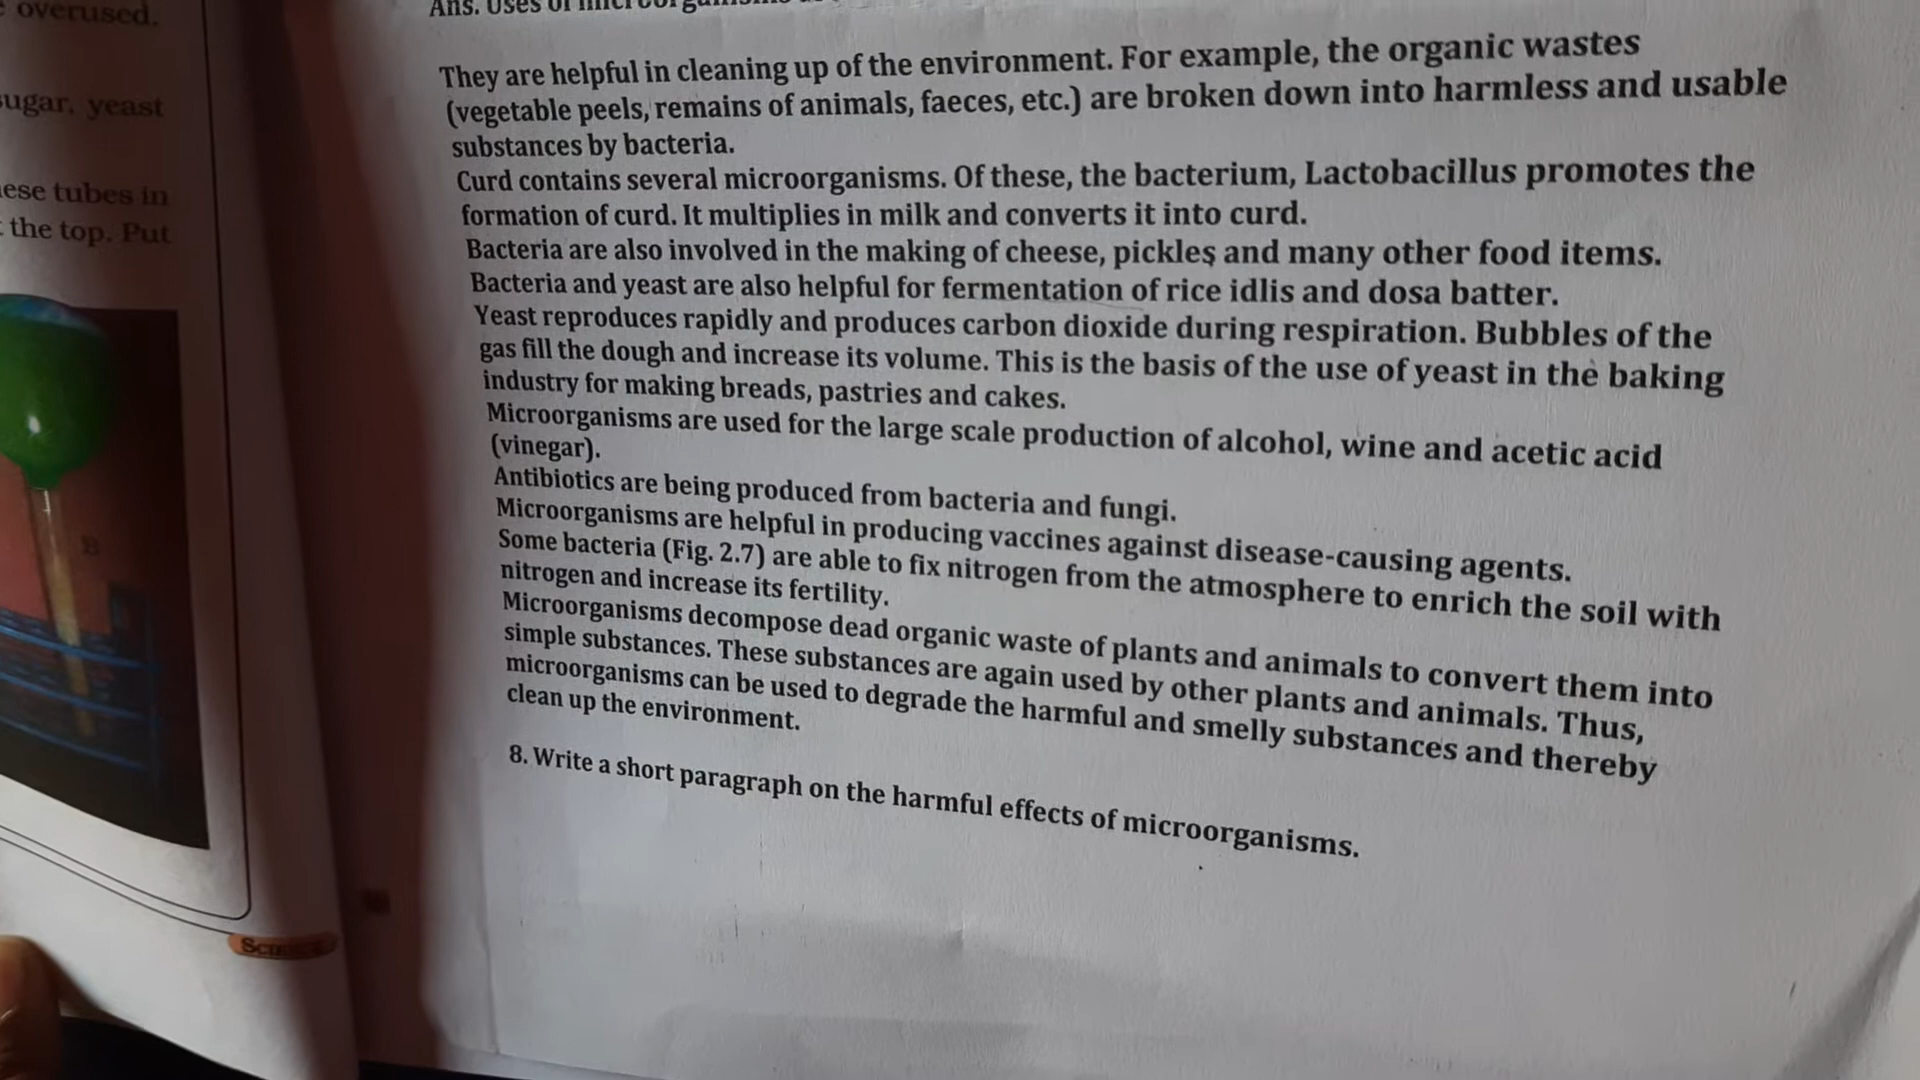 overused.
sugar, yeast
these tubes in
the top. Put
Science
Ans. Uses of microorganisms
They are helpful in cleaning up of the environment. For example, the organic wastes
(vegetable peels, remains of animals, faeces, etc.) are broken down into harmless and usable
substances by bacteria.
Curd contains several microorganisms. Of these, the bacterium, Lactobacillus promotes the
formation of curd. It multiplies in milk and converts it into curd.
Bacteria are also involved in the making of cheese, pickles and many other food items.
Bacteria and yeast are also helpful for fermentation of rice idlis and dosa batter.
Yeast reproduces rapidly and produces carbon dioxide during respiration. Bubbles of the
gas fill the dough and increase its volume. This is the basis of the use of yeast in the baking
industry for making breads, pastries and cakes.
Microorganisms are used for the large scale production of alcohol, wine and acetic acid
(vinegar).
Antibiotics are being produced from bacteria and fungi.
Microorganisms are helpful in producing vaccines against disease-causing agents.
Some bacteria (Fig. 2.7) are able to fix nitrogen from the atmosphere to enrich the soil with
nitrogen and increase its fertility.
Microorganisms decompose dead organic waste of plants and animals to convert them into
simple substances. These substances are again used by other plants and animals. Thus,
microorganisms can be used to degrade the harmful and smelly substances and thereby
clean up the environment.
8. Write a short paragraph on the harmful effects of microorganisms.